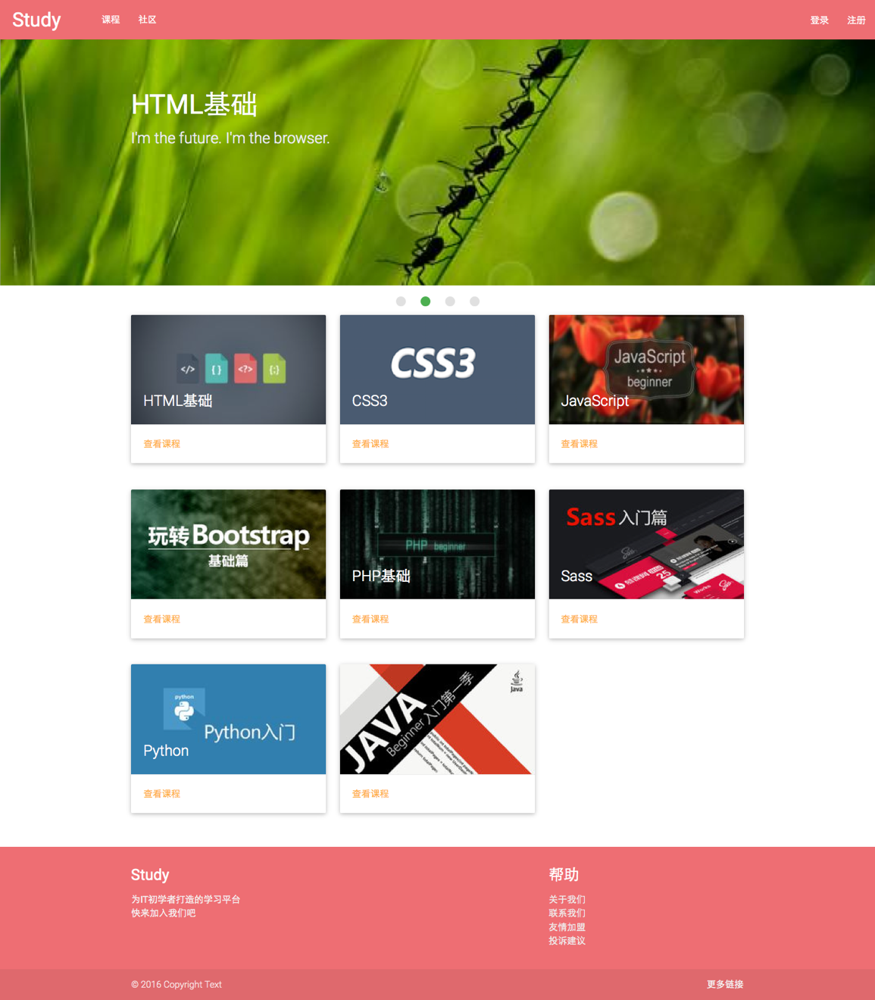 Study
课程
社区
登录
注册
HTML基础
I'm the future. I'm the browser.
</>
{ }
<?>
{;}
HTML基础
查看课程
CSS3
CSS3
查看课程
JavaScript
beginner
JavaScript
查看课程
玩转Bootstrap
基础篇
查看课程
PHP beginner
PHP基础
查看课程
Sass入门篇
25
Works
Sass
查看课程
python
Python入门
Python
查看课程
JAVA
Beginner入门第一季
Java
查看课程
Study
为IT初学者打造的学习平台
快来加入我们吧
帮助
关于我们
联系我们
友情加盟
投诉建议
© 2016 Copyright Text
更多链接